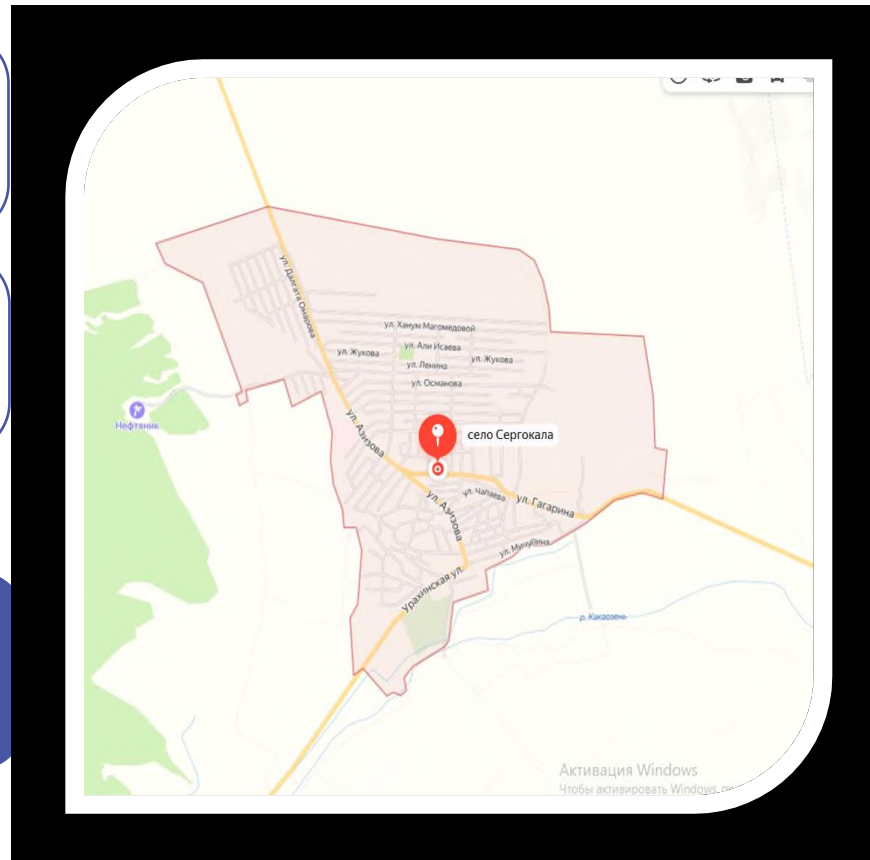 ул. Далгата Омарова
ул. Ханум Магомедовой
ул. Али Исаева
ул. Жукова
ул. Жукова
ул. Ленина
ул. Османова
Нефтяник
ул. Азизова
село Сергокала
ул. Чапаева
ул. Азизова
ул. Гагарина
ул. Мичурина
Урахинская ул.
р. Какаозень
Активация Windows
Чтобы активировать Windows,